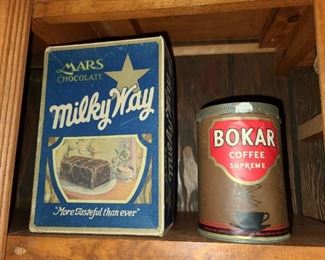 MARS
CHOCOLATE
Milky Way
"More Tasteful than ever"
BOKAR
COFFEE
SUPREME